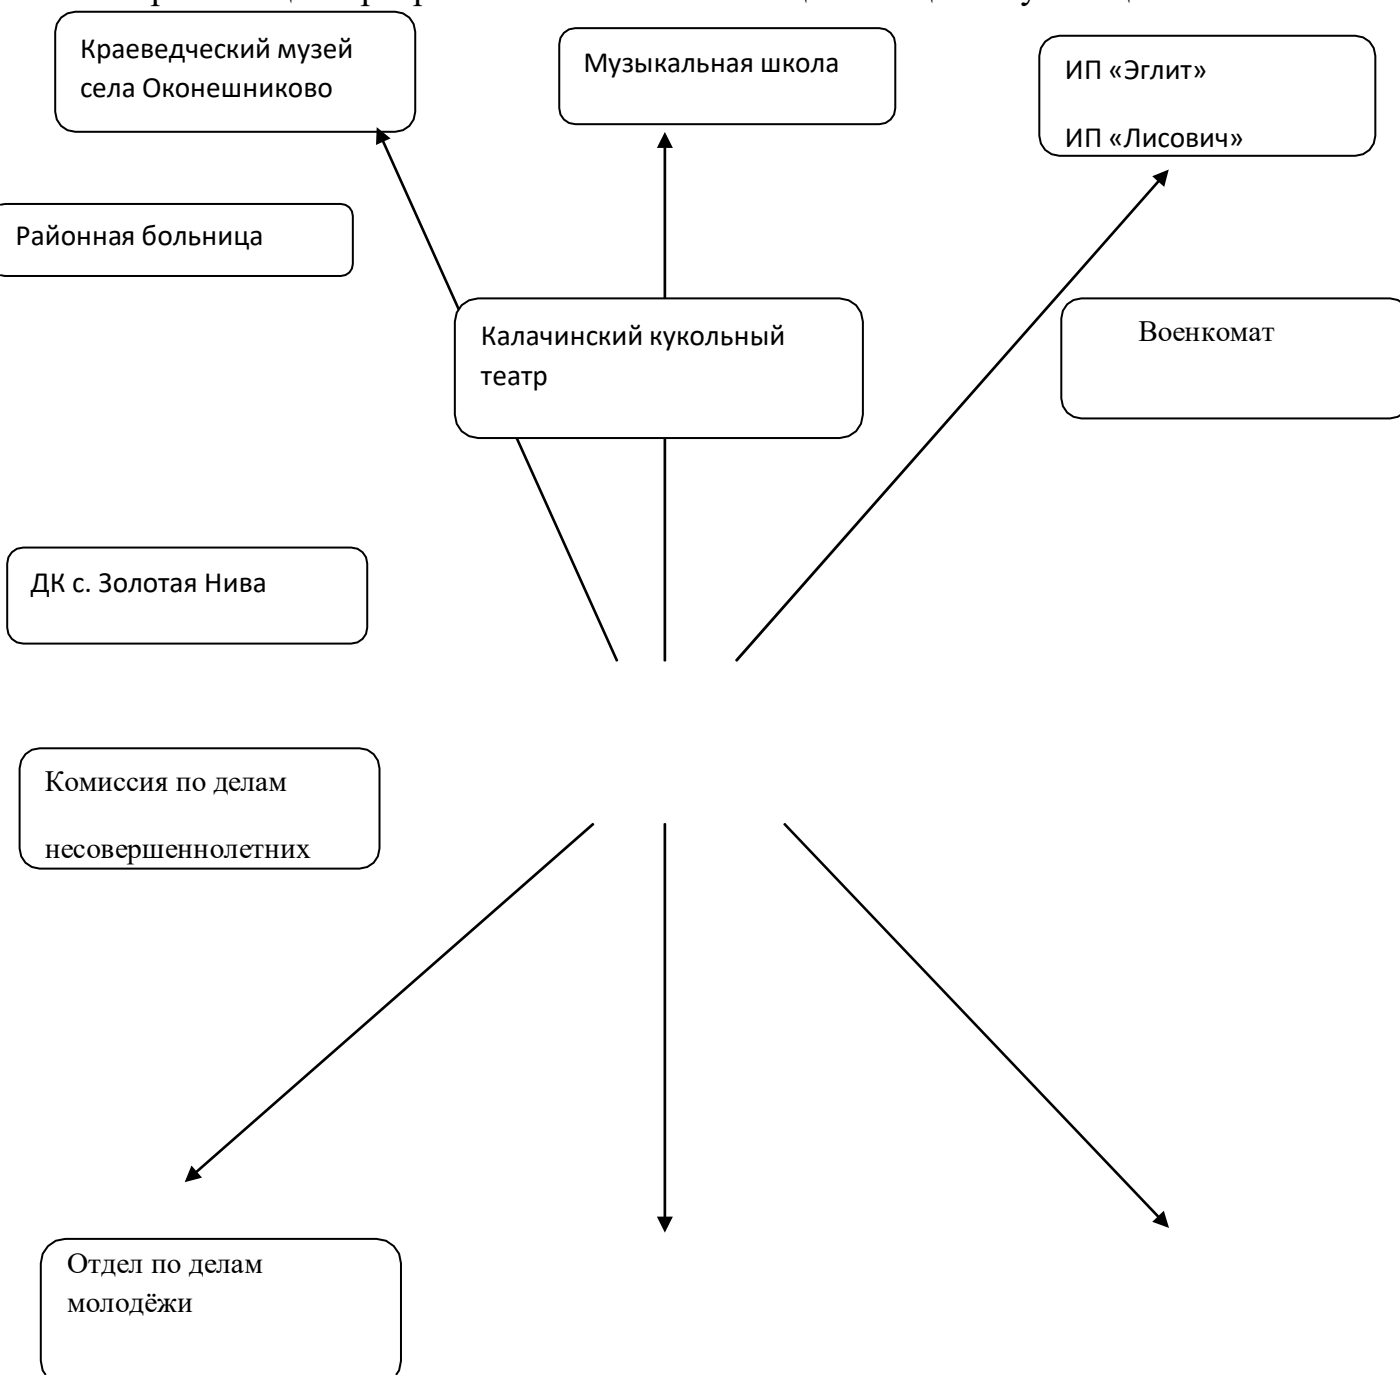 Краеведческий музей
села Оконешниково
Музыкальная школа
ИП «Эглит»
ИП «Лисович»
Районная больница
Калачинский кукольный
театр
Военкомат
ДК с. Золотая Нива
Комиссия по делам
несовершеннолетних
Отдел по делам
молодёжи